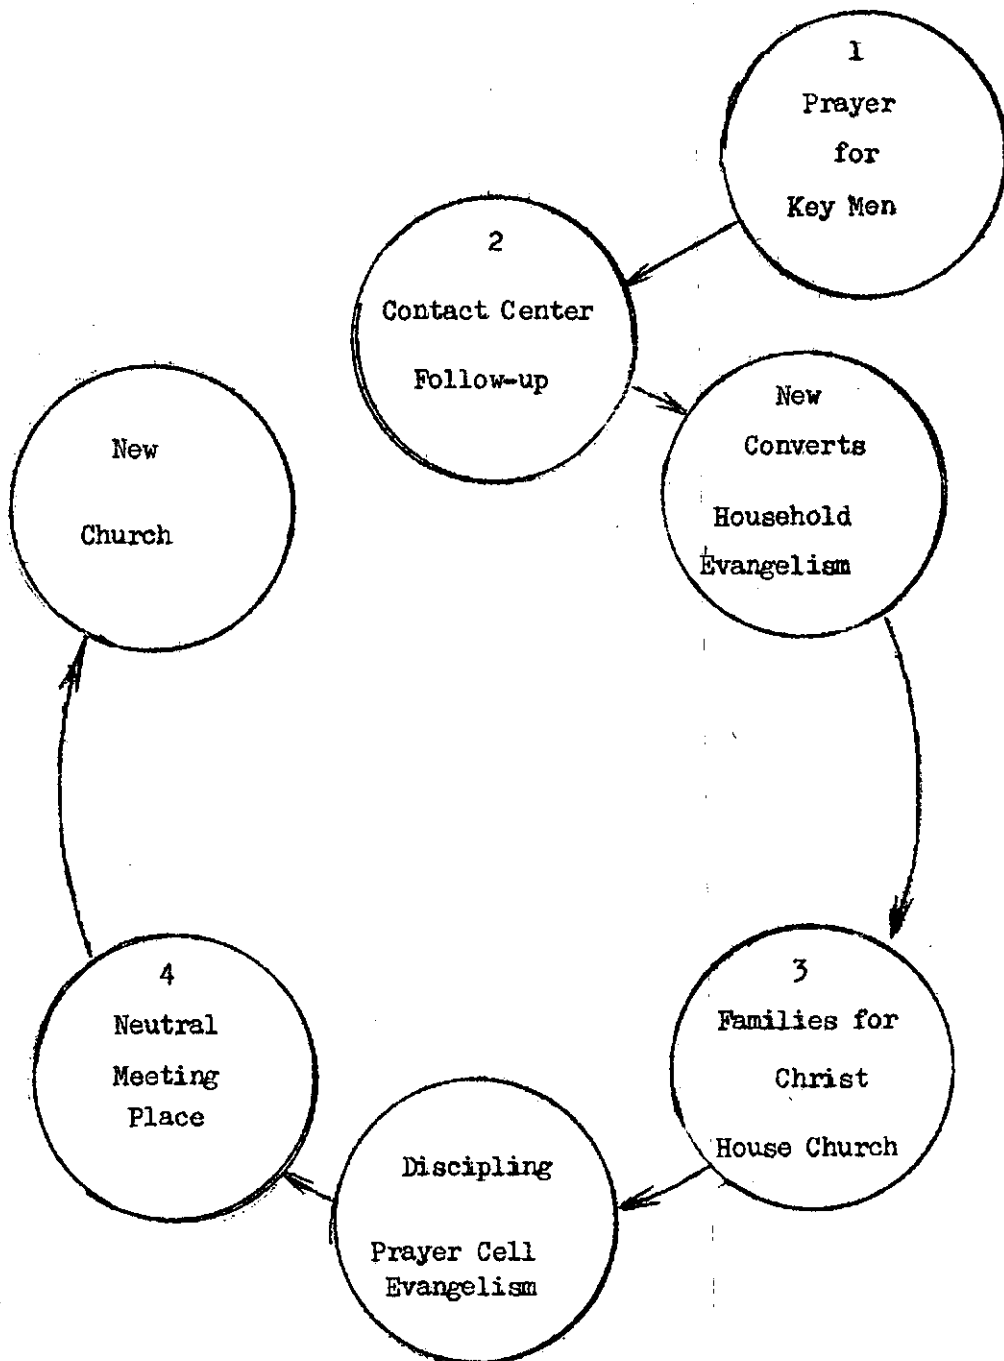 1
Prayer
for
Key Men
2
Contact Center
Follow-up
New
Converts
Household
Evangelism
3
Families for
Christ
House Church
Discipling
Prayer Cell
Evangelism
4
Neutral
Meeting
Place
New
Church